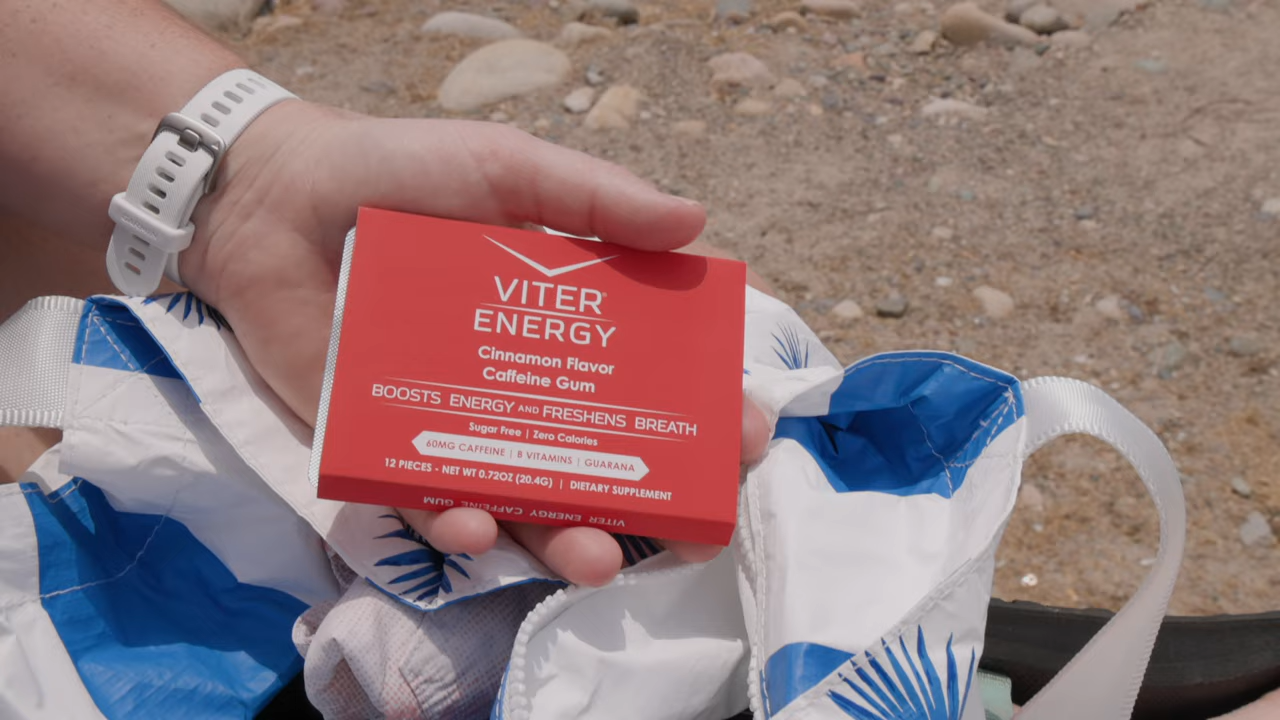 VITER®
ENERGY
Cinnamon Flavor
Caffeine Gum
BOOSTS ENERGY AND FRESHENS BREATH
Sugar Free | Zero Calories
60MG CAFFEINE | B VITAMINS | GUARANA
12 PIECES - NET WT 0.72OZ (20.4G) | DIETARY SUPPLEMENT
VITER ENERGY CAFFEINE GUM